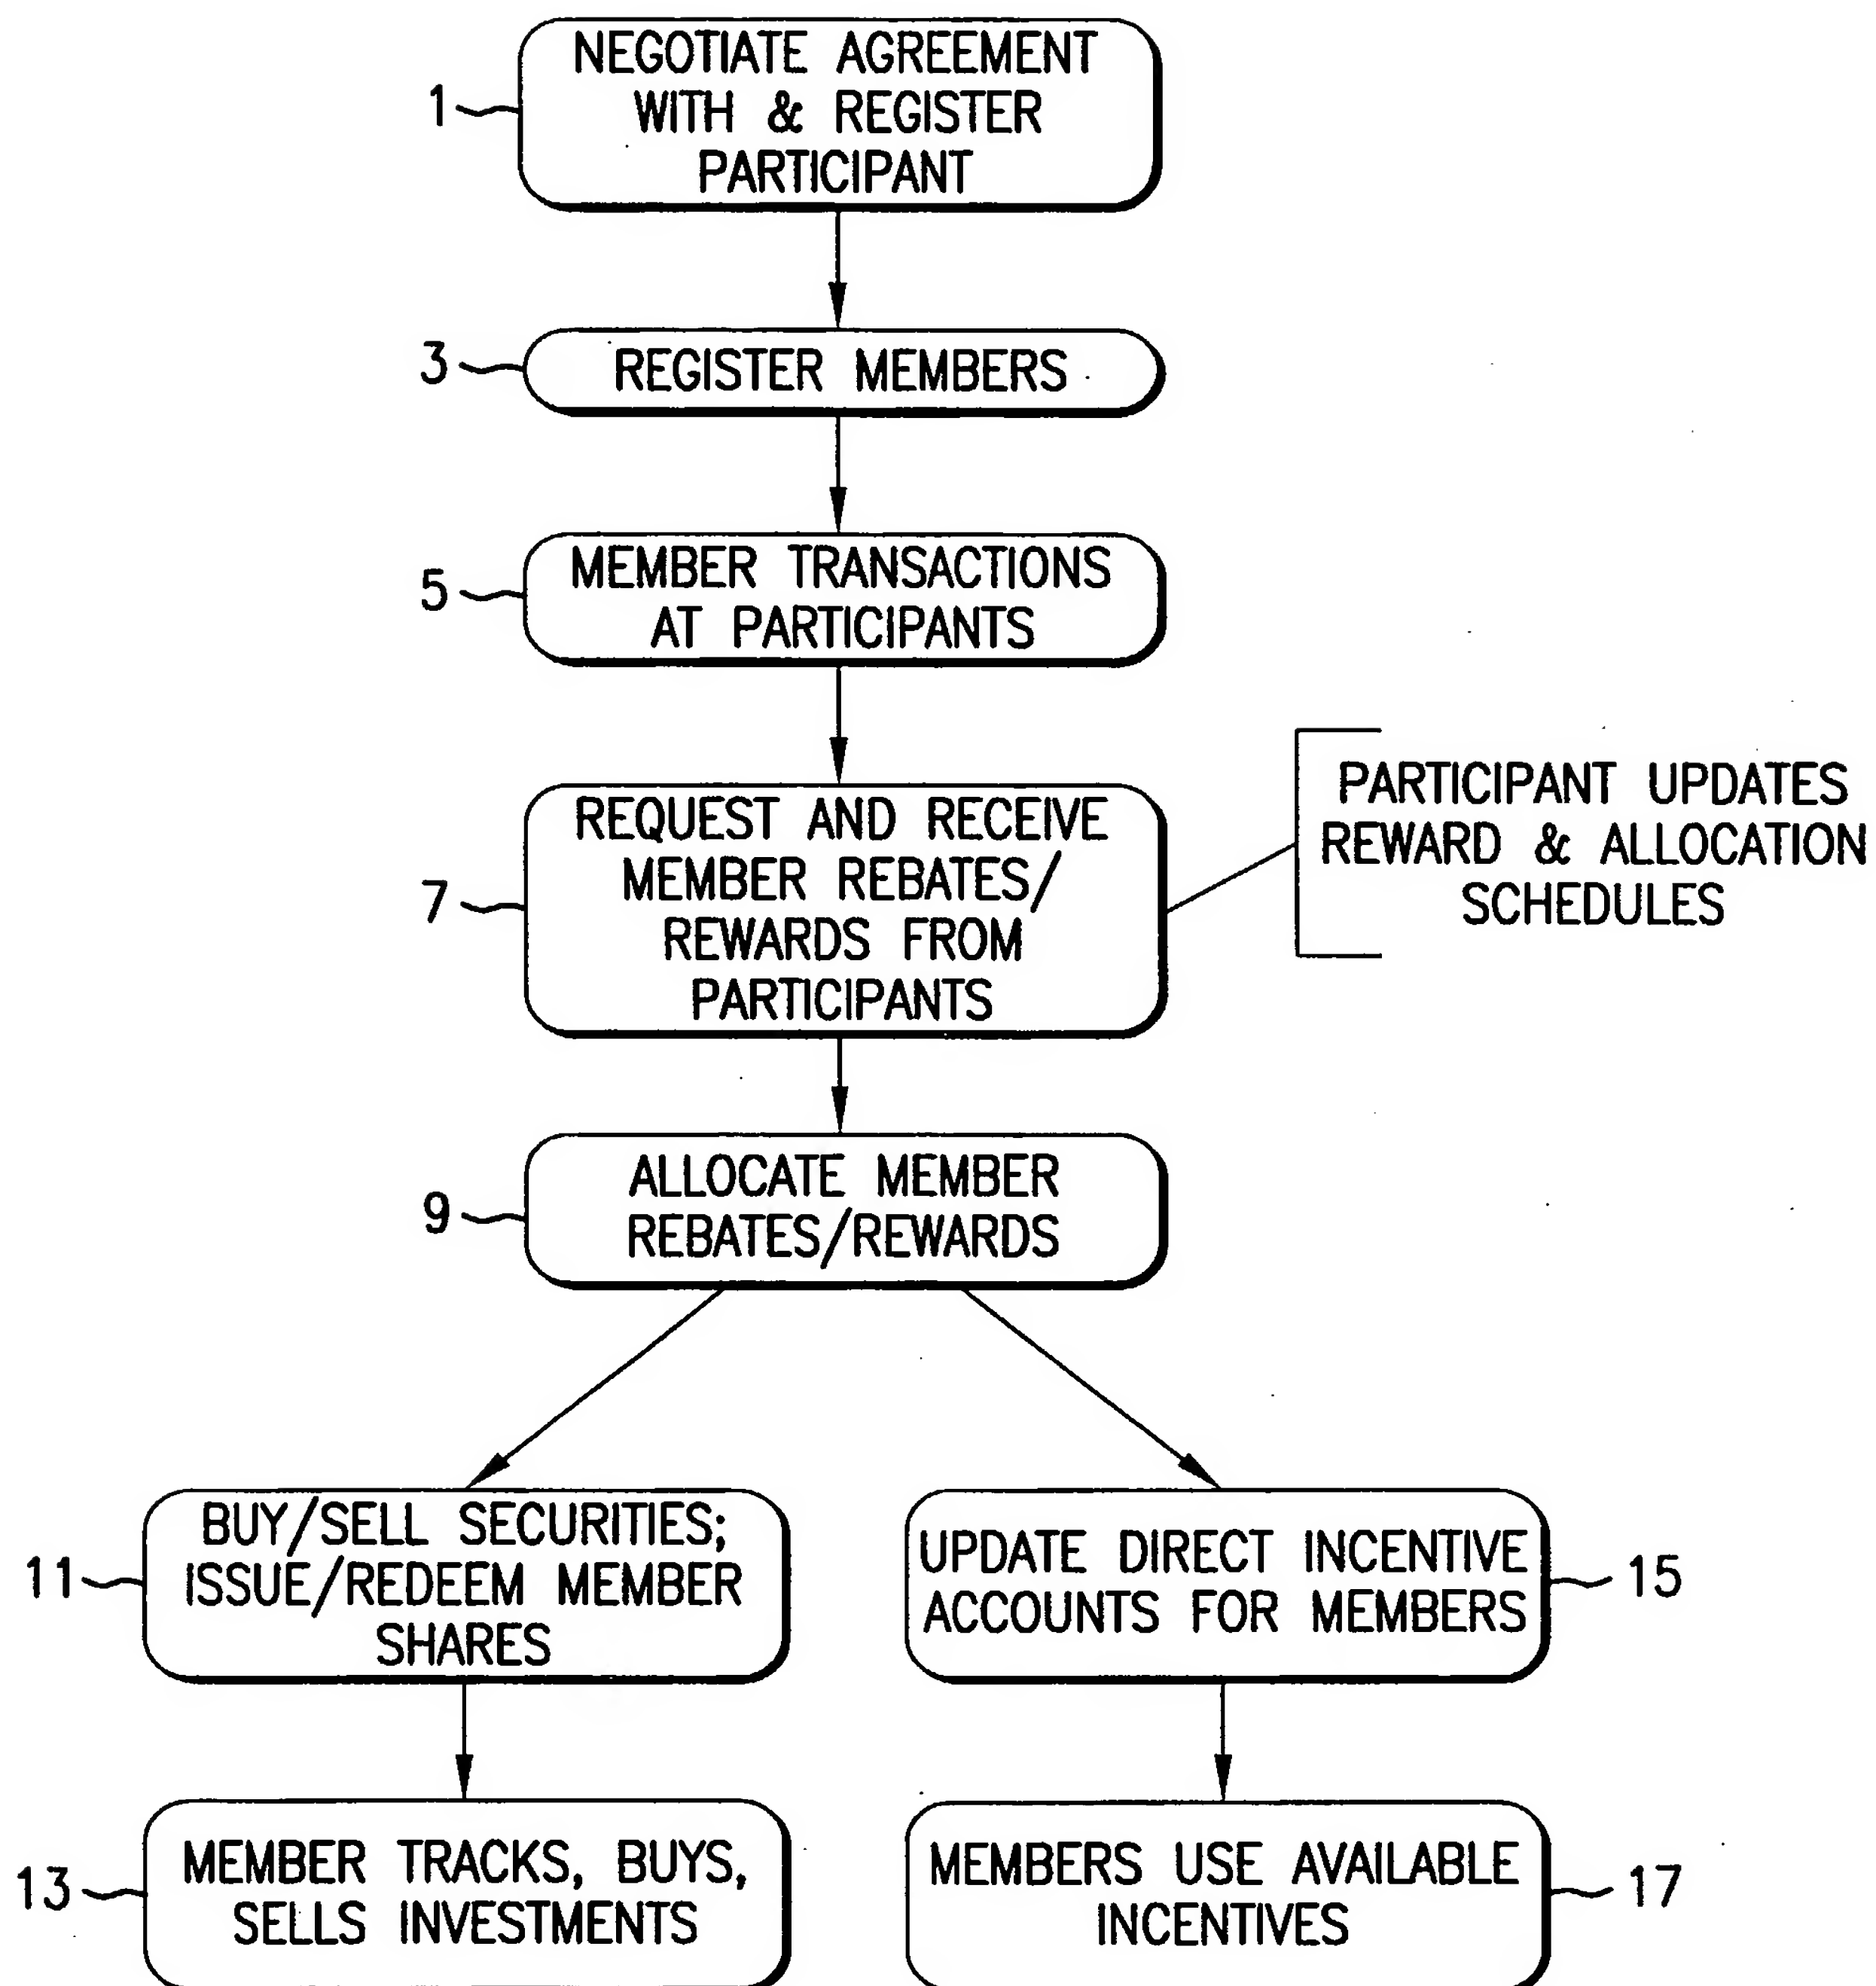 NEGOTIATE AGREEMENT
WITH & REGISTER
PARTICIPANT
1
3
REGISTER MEMBERS
5
MEMBER TRANSACTIONS
AT PARTICIPANTS
7
REQUEST AND RECEIVE
MEMBER REBATES/
REWARDS FROM
PARTICIPANTS
PARTICIPANT UPDATES
REWARD & ALLOCATION
SCHEDULES
9
ALLOCATE MEMBER
REBATES/REWARDS
11
BUY/SELL SECURITIES;
ISSUE/REDEEM MEMBER
SHARES
UPDATE DIRECT INCENTIVE
ACCOUNTS FOR MEMBERS
15
13
MEMBER TRACKS, BUYS,
SELLS INVESTMENTS
MEMBERS USE AVAILABLE
INCENTIVES
17